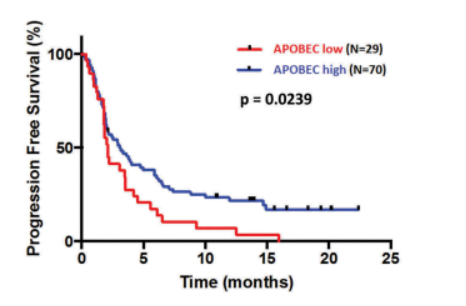 Progression Free Survival (%)
100
50
0
APOBEC low (N=29)
APOBEC high (N=70)
p = 0.0239
0 5 10 15 20 25
Time (months)